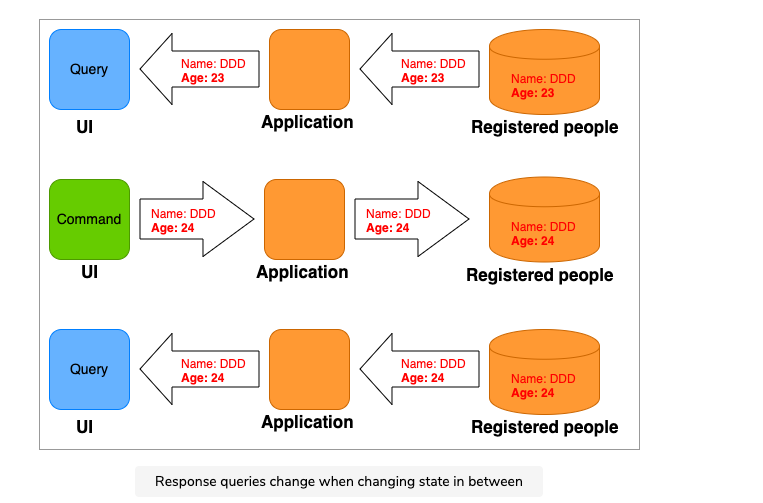 Query
Name: DDD
Age: 23
Name: DDD
Age: 23
Name: DDD
Age: 23
UI
Application
Registered people
Command
Name: DDD
Age: 24
Name: DDD
Age: 24
Name: DDD
Age: 24
UI
Application
Registered people
Query
Name: DDD
Age: 24
Name: DDD
Age: 24
Name: DDD
Age: 24
UI
Application
Registered people
Response queries change when changing state in between